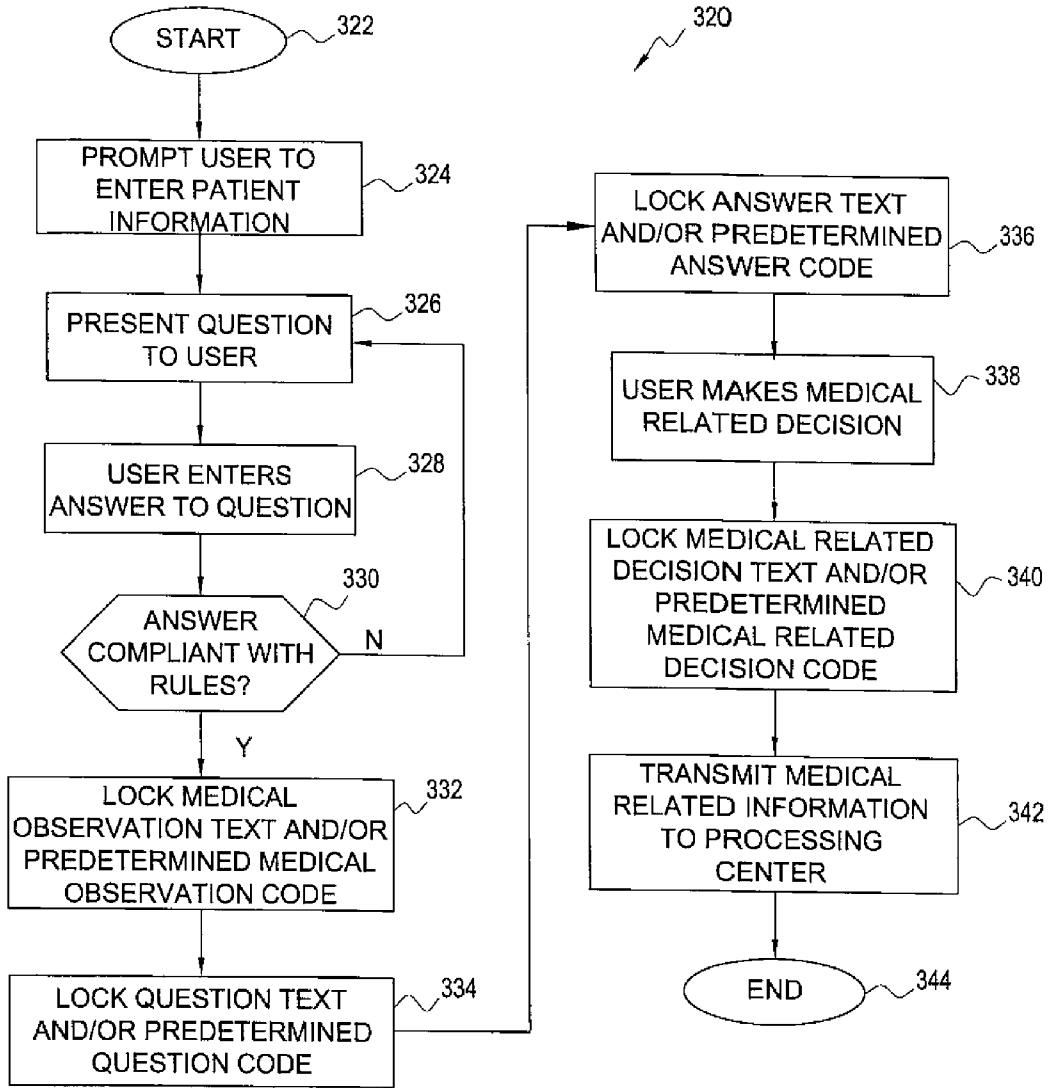 START
322
320
PROMPT USER TO
ENTER PATIENT
INFORMATION
324
PRESENT QUESTION
TO USER
326
USER ENTERS
ANSWER TO QUESTION
328
ANSWER
COMPLIANT WITH
RULES?
330
N
Y
LOCK MEDICAL
OBSERVATION TEXT AND/OR
PREDETERMINED MEDICAL
OBSERVATION CODE
332
LOCK QUESTION TEXT
AND/OR PREDETERMINED
QUESTION CODE
334
LOCK ANSWER TEXT
AND/OR PREDETERMINED
ANSWER CODE
336
USER MAKES MEDICAL
RELATED DECISION
338
LOCK MEDICAL RELATED
DECISION TEXT AND/OR
PREDETERMINED
MEDICAL RELATED
DECISION CODE
340
TRANSMIT MEDICAL
RELATED INFORMATION
TO PROCESSING
CENTER
342
END
344